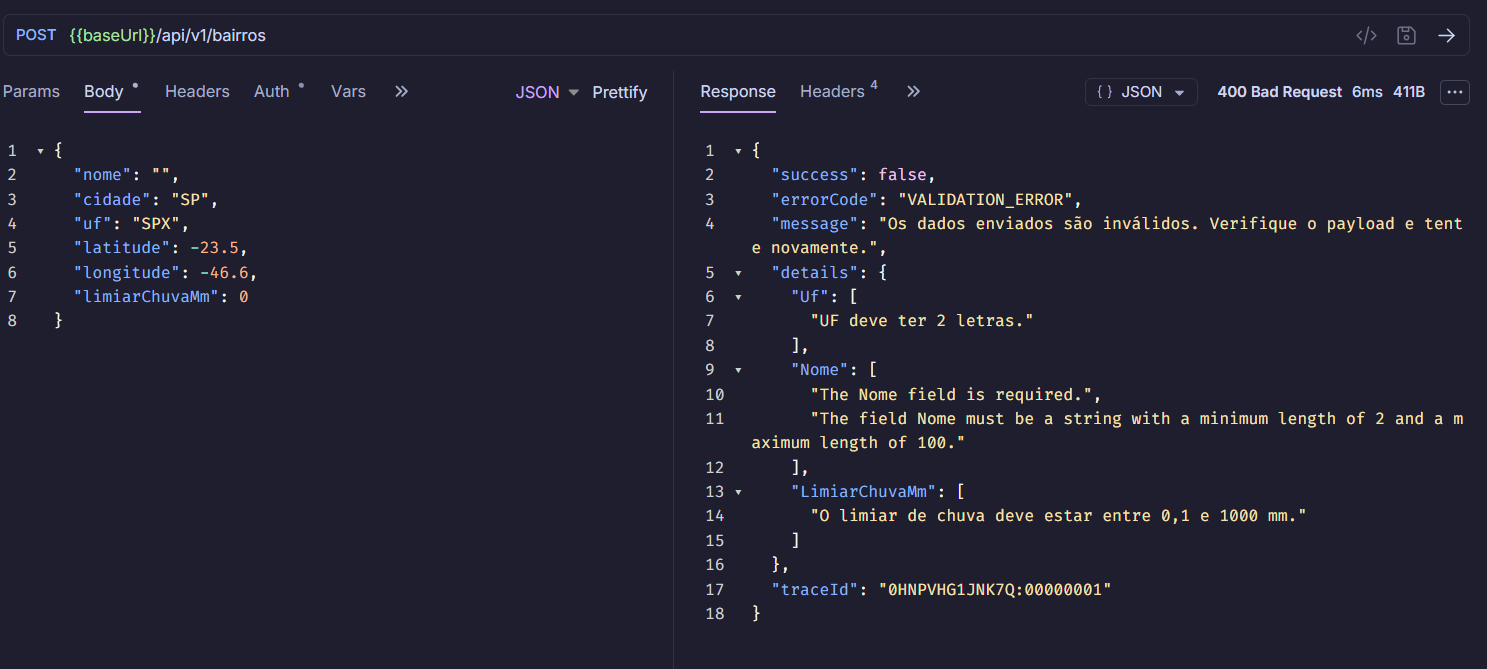 POST {{baseUrl}}/api/v1/bairros
Params Body Headers Auth Vars JSON Prettify
Response Headers 4 { } JSON 400 Bad Request 6ms 411B
1 {
2 "nome": "",
3 "cidade": "SP",
4 "uf": "SPX",
5 "latitude": -23.5,
6 "longitude": -46.6,
7 "limiarChuvaMm": 0
8 }
1 {
2 "success": false,
3 "errorCode": "VALIDATION_ERROR",
4 "message": "Os dados enviados são inválidos. Verifique o payload e tent
e novamente.",
5 "details": {
6 "Uf": [
7 "UF deve ter 2 letras."
8 ],
9 "Nome": [
10 "The Nome field is required.",
11 "The field Nome must be a string with a minimum length of 2 and a m
aximum length of 100."
12 ],
13 "LimiarChuvaMm": [
14 "O limiar de chuva deve estar entre 0,1 e 1000 mm."
15 ]
16 },
17 "traceId": "0HNPVHG1JNK7Q:00000001"
18 }